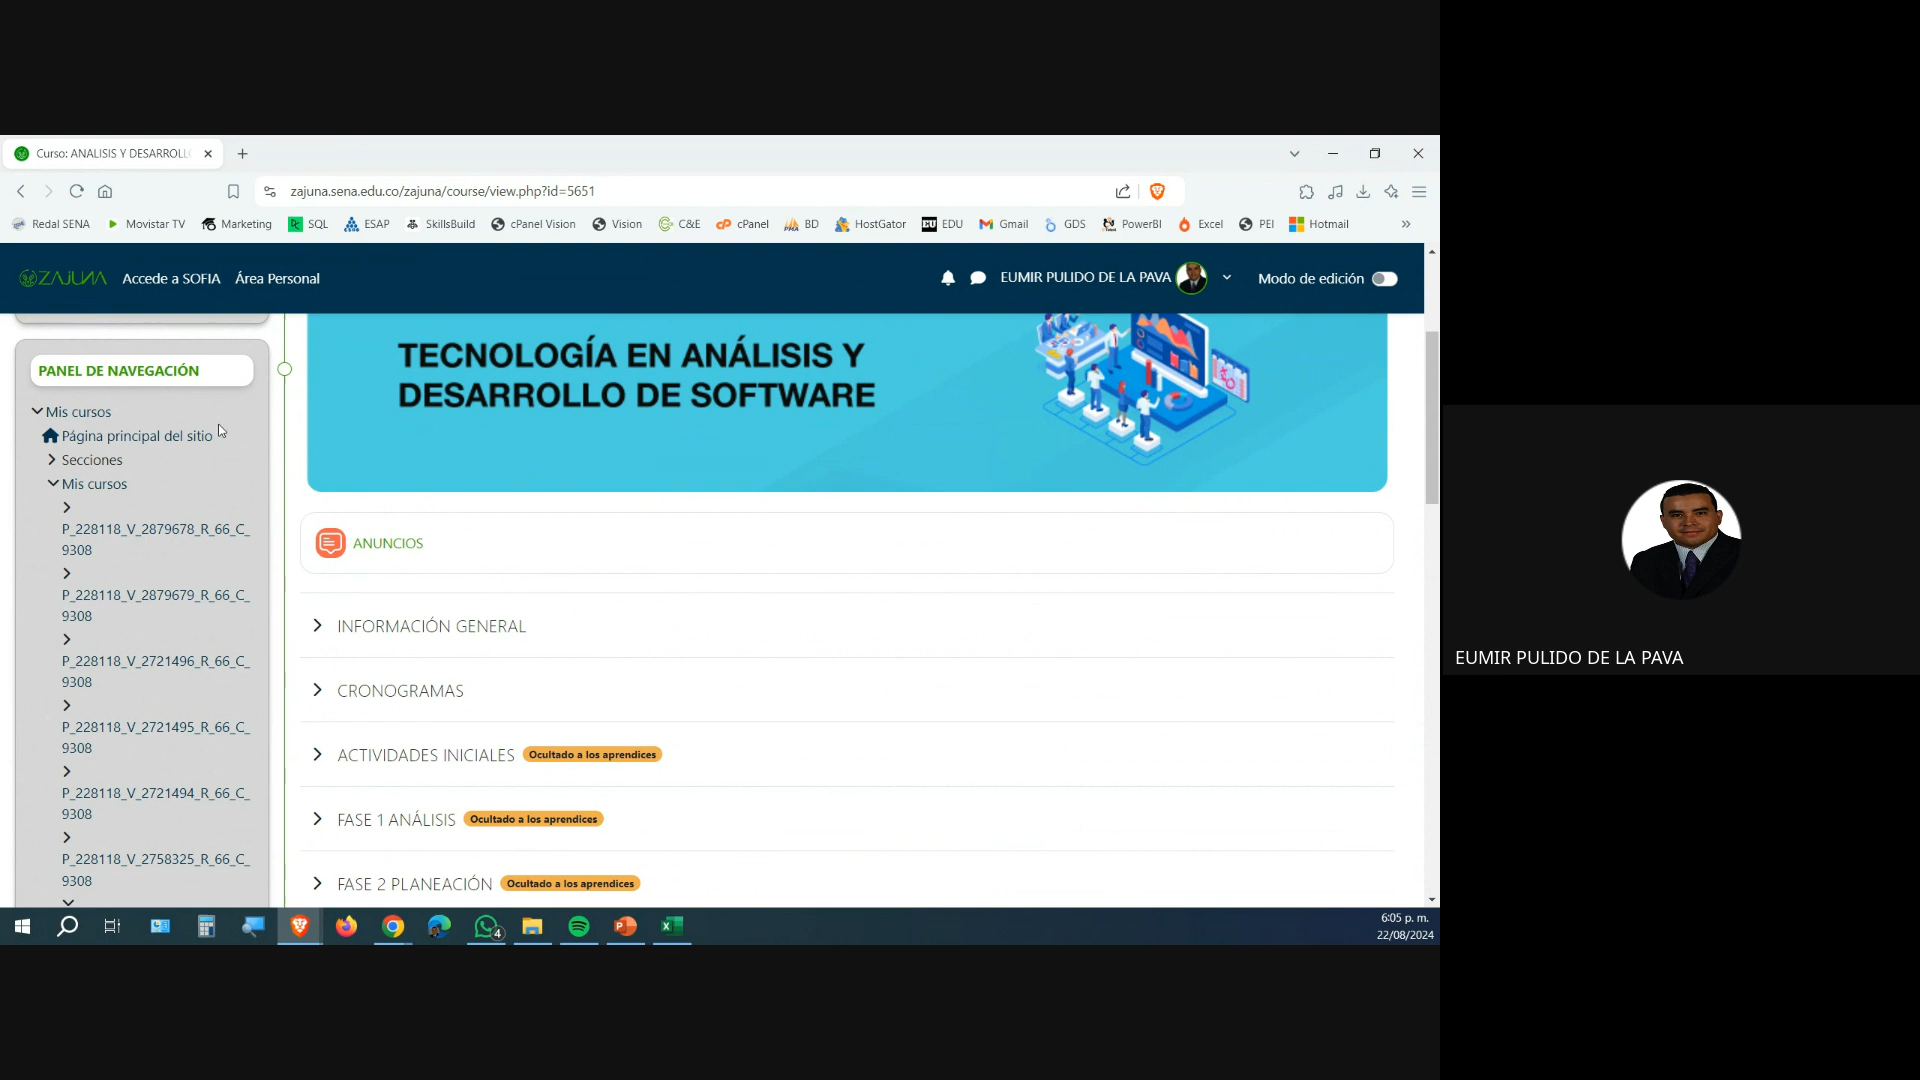 Curso: ANALISIS Y DESARROLL
zajuna.sena.edu.co/zajuna/course/view.php?id=5651
Redal SENA Movistar TV Marketing SQL ESAP SkillsBuild cPanel Vision Vision C&E cPanel BD HostGator EDU Gmail GDS PowerBI Excel PEI Hotmail
ZAJUNA Accede a SOFIA Área Personal EUMIR PULIDO DE LA PAVA Modo de edición
PANEL DE NAVEGACIÓN
Mis cursos
Página principal del sitio
Secciones
Mis cursos
P_228118_V_2879678_R_66_C_
9308
P_228118_V_2879679_R_66_C_
9308
P_228118_V_2721496_R_66_C_
9308
P_228118_V_2721495_R_66_C_
9308
P_228118_V_2721494_R_66_C_
9308
P_228118_V_2758325_R_66_C_
9308
TECNOLOGÍA EN ANÁLISIS Y
DESARROLLO DE SOFTWARE
ANUNCIOS
INFORMACIÓN GENERAL
CRONOGRAMAS
ACTIVIDADES INICIALES Ocultado a los aprendices
FASE 1 ANÁLISIS Ocultado a los aprendices
FASE 2 PLANEACIÓN Ocultado a los aprendices
4
6:05 p. m.
22/08/2024
EUMIR PULIDO DE LA PAVA